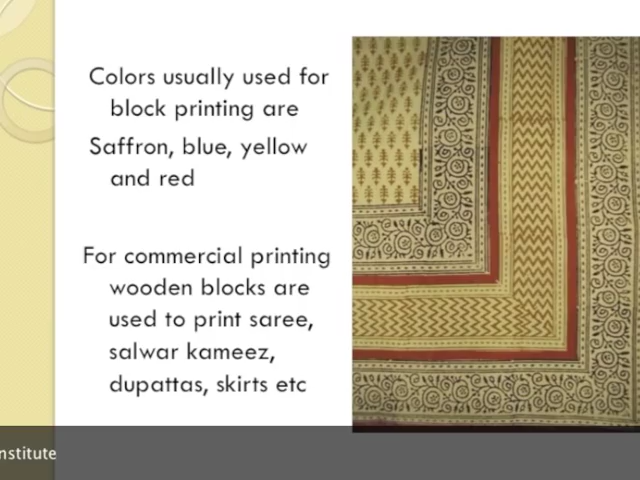 Colors usually used for
block printing are
Saffron, blue, yellow
and red
For commercial printing
wooden blocks are
used to print saree,
salwar kameez,
dupattas, skirts etc
nstitute